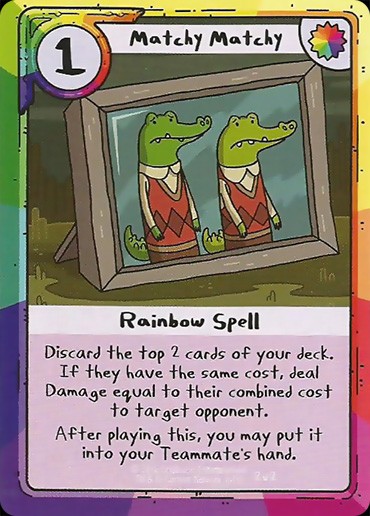 1
Matchy Matchy
Rainbow Spell
Discard the top 2 cards of your deck.
If they have the same cost, deal
Damage equal to their combined cost
to target opponent.
After playing this, you may put it
into your Teammate's hand.